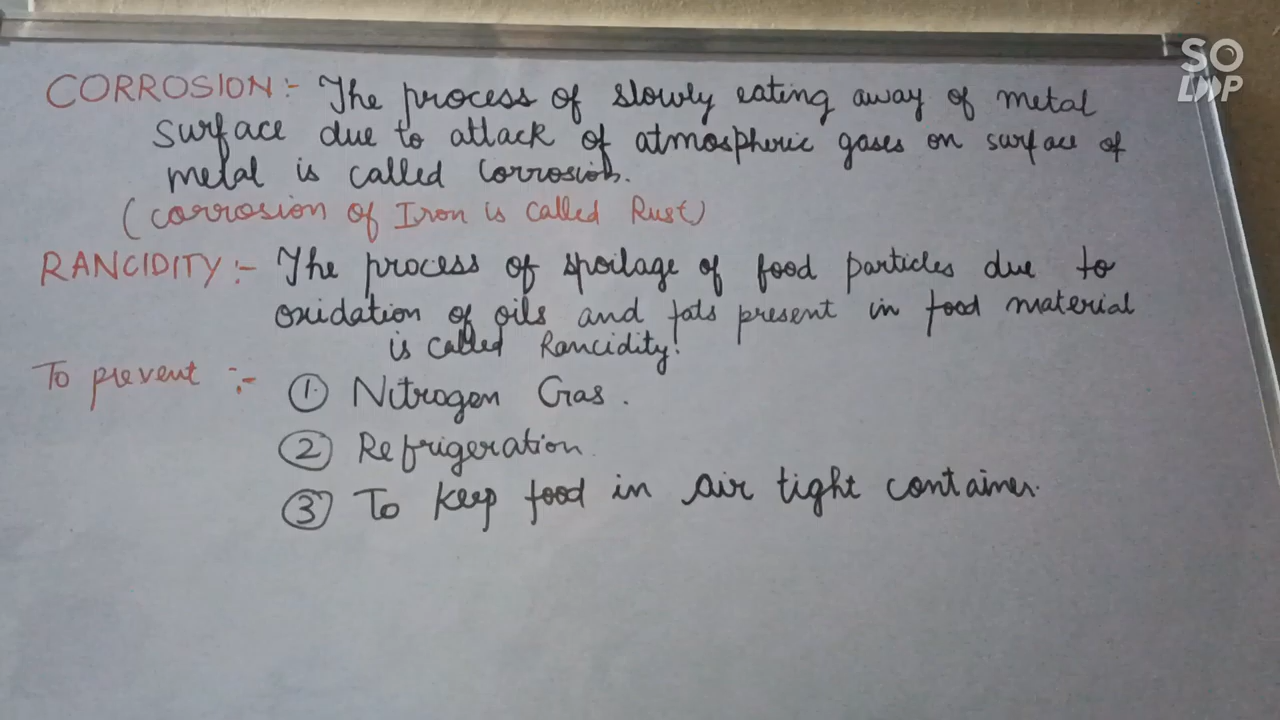 SO
LOOP
CORROSION :- The process of slowly eating away of metal
surface due to attack of atmospheric gases on surface of
metal is called Corrosion.
(corrosion of Iron is called Rust)
RANCIDITY :- The process of spoilage of food particles due to
oxidation of oils and fats present in food material
is called Rancidity.
To prevent :- ① Nitrogen Gas.
② Refrigeration
③ To keep food in air tight container.